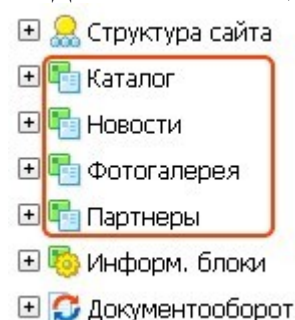 Структура сайта
Каталог
Новости
Фотогалерея
Партнеры
Информ. блоки
Документооборот